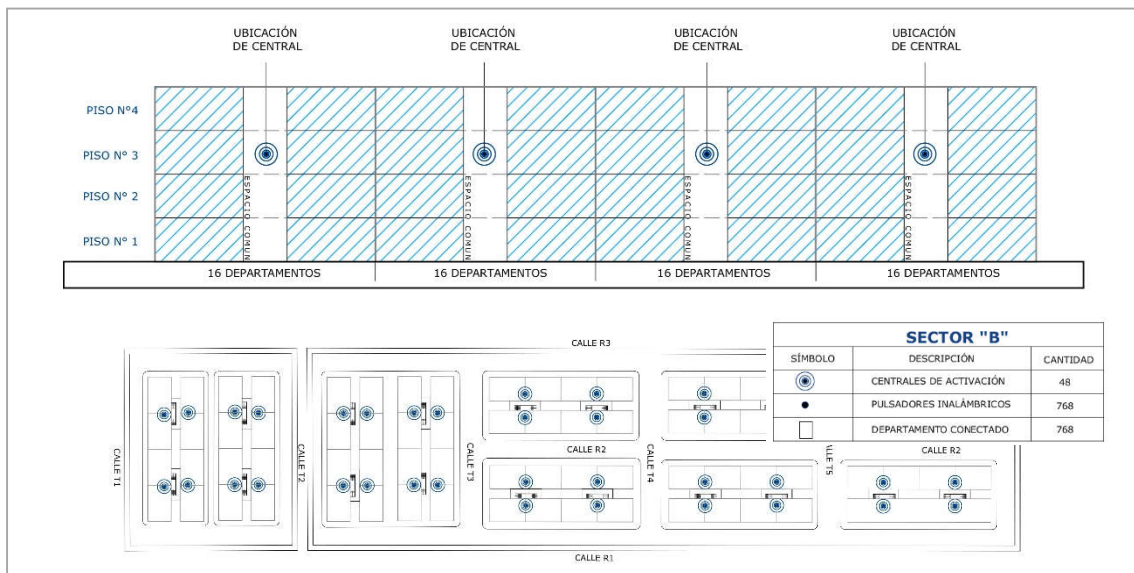 UBICACIÓN
DE CENTRAL
UBICACIÓN
DE CENTRAL
UBICACIÓN
DE CENTRAL
UBICACIÓN
DE CENTRAL
PISO Nº4
PISO Nº 3
PISO Nº 2
PISO Nº 1
ESPACIO COMUN
ESPACIO COMUN
ESPACIO COMUN
ESPACIO COMUN
16 DEPARTAMENTOS
16 DEPARTAMENTOS
16 DEPARTAMENTOS
16 DEPARTAMENTOS
SECTOR "B"
SÍMBOLO DESCRIPCIÓN CANTIDAD
CENTRALES DE ACTIVACIÓN 48
PULSADORES INALÁMBRICOS 768
DEPARTAMENTO CONECTADO 768
CALLE R3
CALLE R2
CALLE R2
CALLE T1
CALLE T2
CALLE T3
CALLE T4
LLE T5
CALLE R1